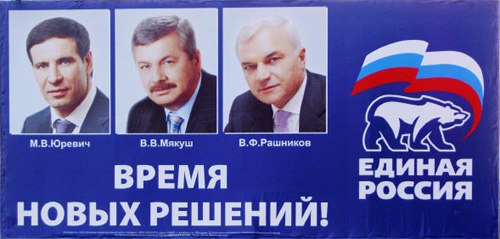 М.В.Юревич
В.В.Мякуш
В.Ф.Рашников
ВРЕМЯ
НОВЫХ РЕШЕНИЙ!
ЕДИНАЯ
РОССИЯ